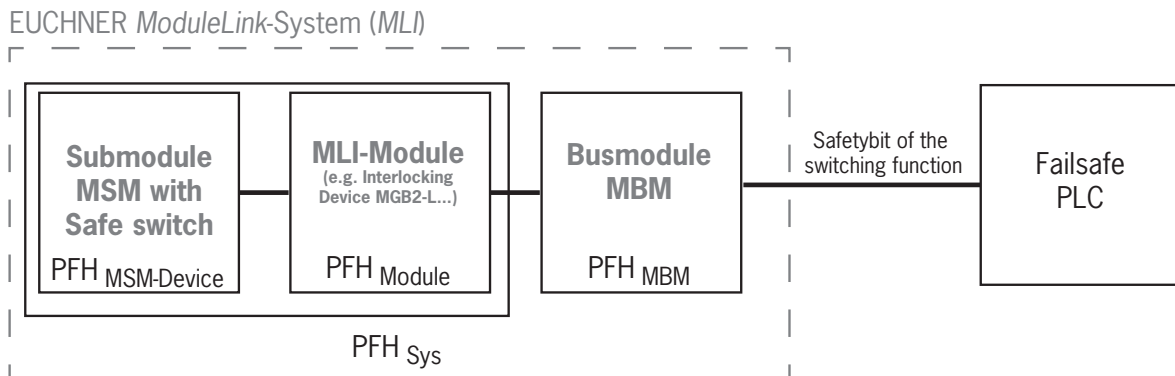 EUCHNER ModuleLink-System (MLI)
Submodule
MSM with
Safe switch
PFH MSM-Device
MLI-Module
(e.g. Interlocking
Device MGB2-L...)
PFH Module
Busmodule
MBM
PFH MBM
PFH Sys
Safetybit of the
switching function
Failsafe
PLC